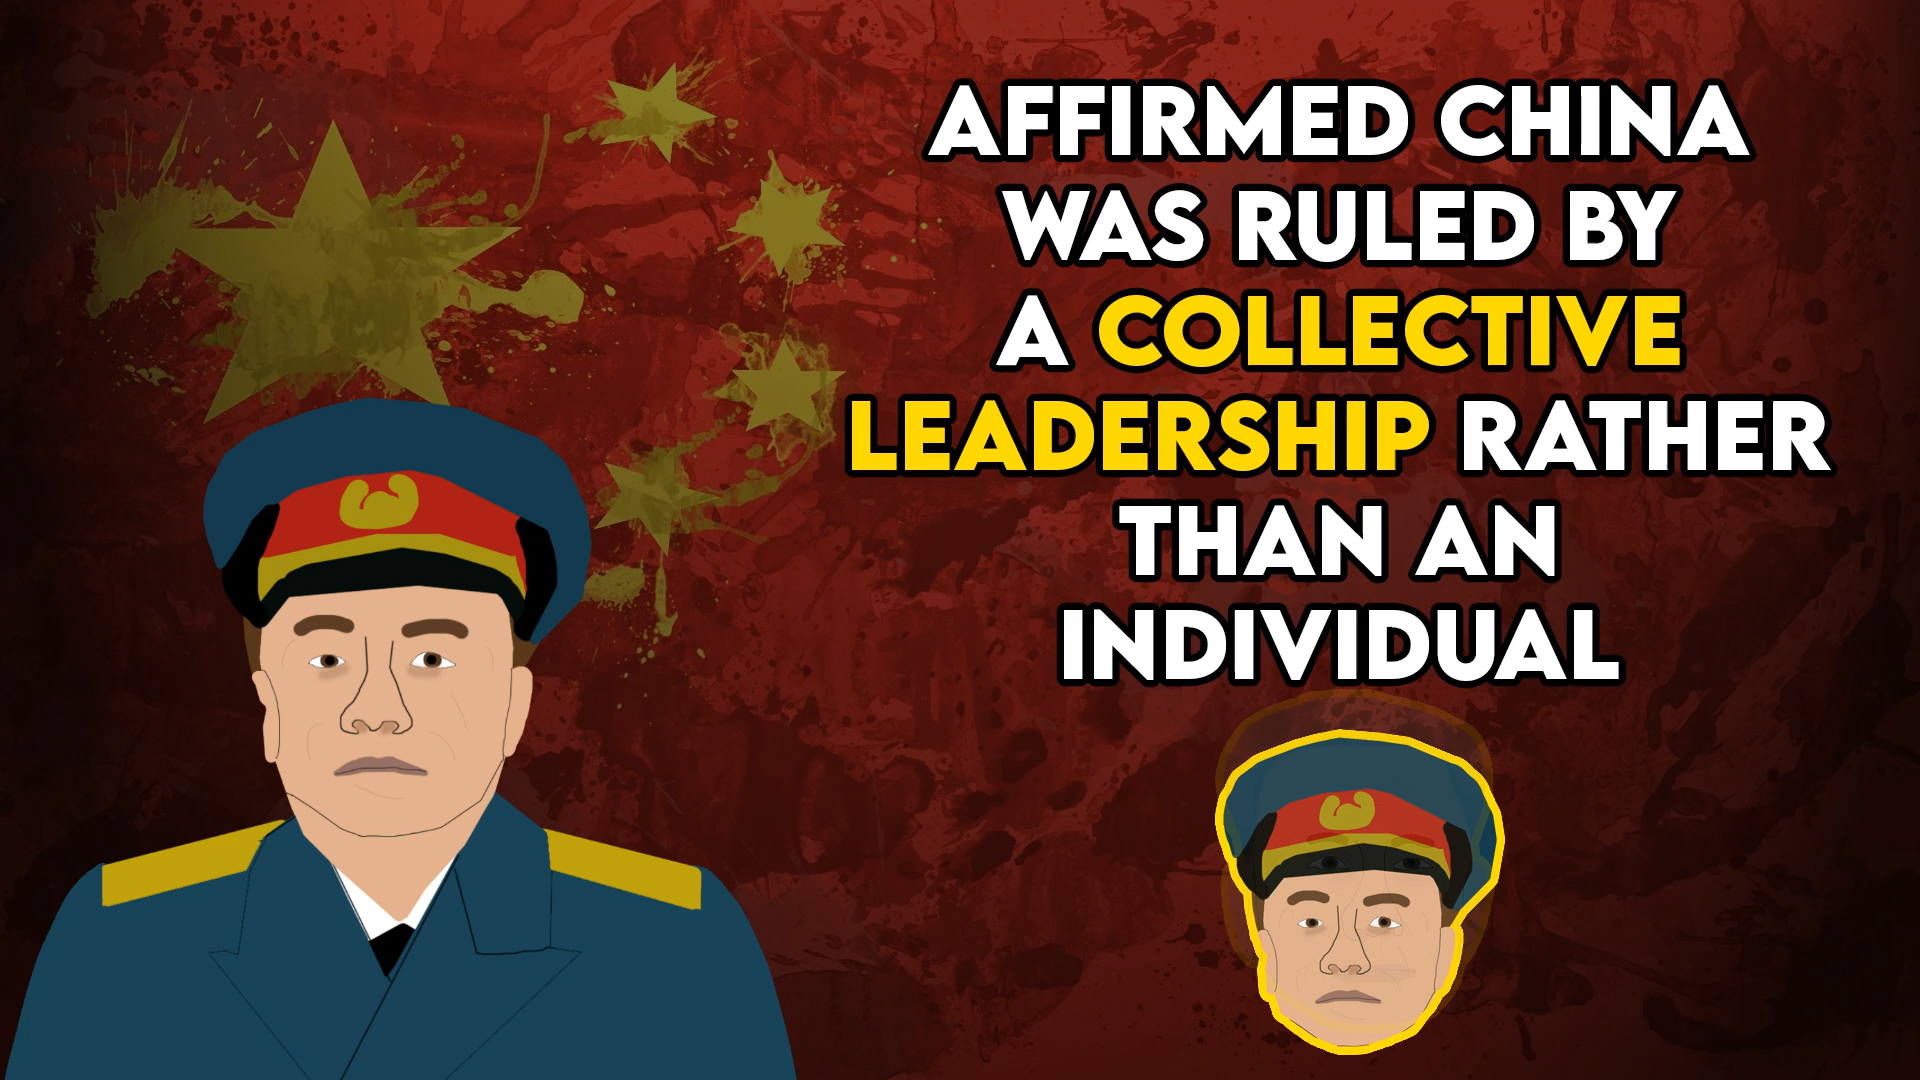 AFFIRMED CHINA
WAS RULED BY
A COLLECTIVE
LEADERSHIP RATHER
THAN AN
INDIVIDUAL